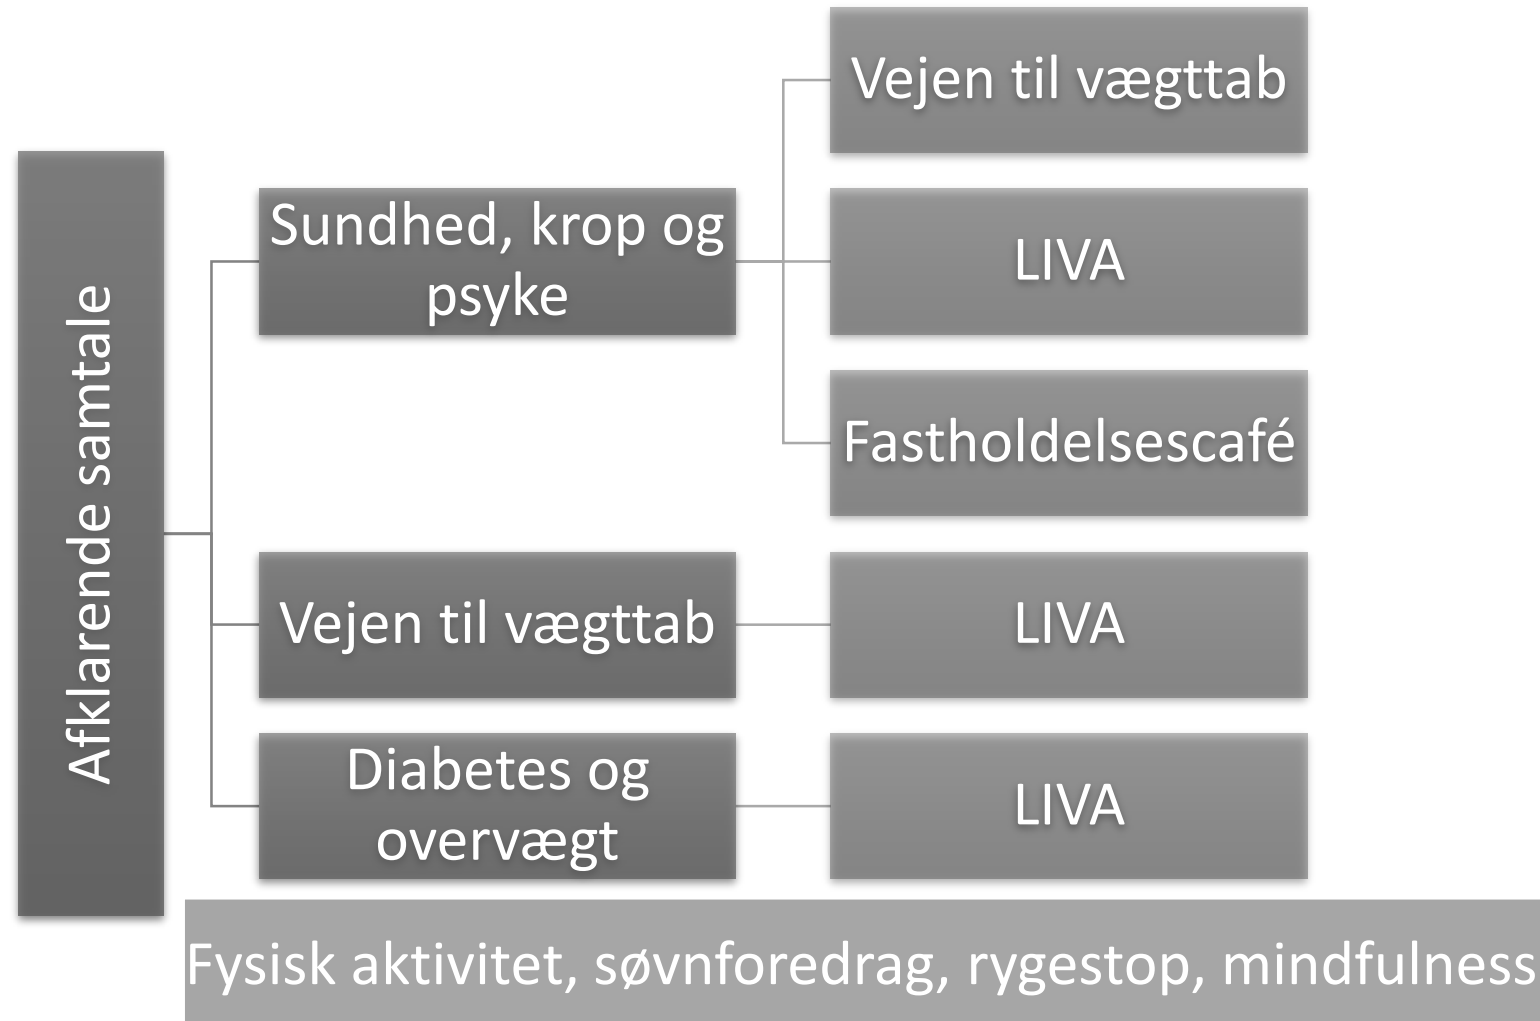 Afklarende samtale
Sundhed, krop og
psyke
Vejen til vægttab
LIVA
Fastholdelsescafé
Vejen til vægttab
LIVA
Diabetes og
overvægt
LIVA
Fysisk aktivitet, søvnforedrag, rygestop, mindfulness